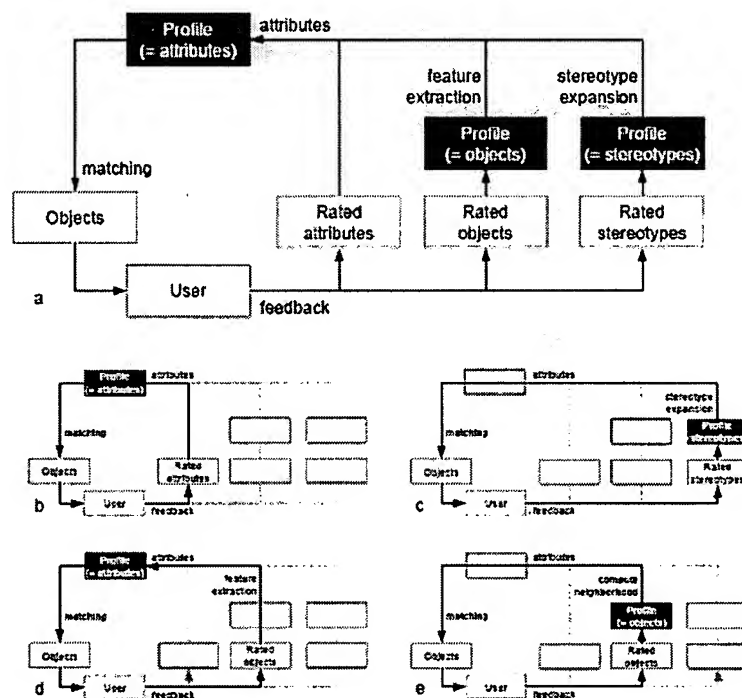 Profile
(= attributes)
attributes
feature
extraction
stereotype
expansion
Profile
(= objects)
Profile
(= stereotypes)
matching
Objects
Rated
attributes
Rated
objects
Rated
stereotypes
User
feedback
a
Profile
(= attributes)
attributes
matching
Objects
Rated
attributes
User
feedback
b
attributes
stereotype
expansion
matching
Profile
Objects
Rated
stereotypes
User
feedback
c
Profile
(= attributes)
attributes
feature
extraction
matching
Objects
Rated
objects
User
feedback
d
attributes
compute
neighborhood
matching
Profile
(= objects)
Objects
Rated
objects
User
feedback
e